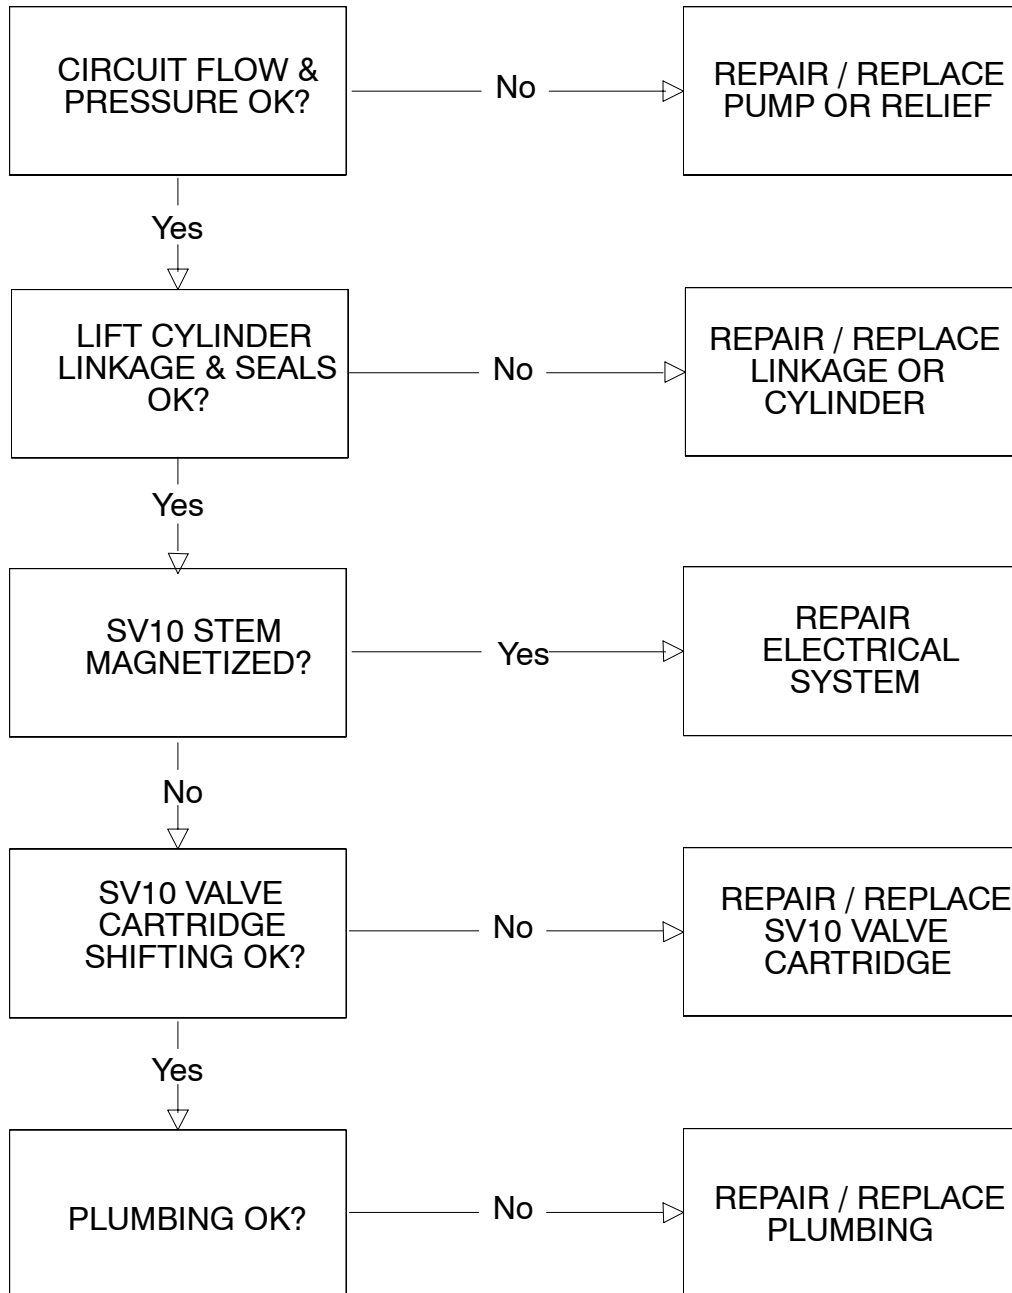 CIRCUIT FLOW &
PRESSURE OK?
No
REPAIR / REPLACE
PUMP OR RELIEF
Yes
LIFT CYLINDER
LINKAGE & SEALS
OK?
No
REPAIR / REPLACE
LINKAGE OR
CYLINDER
Yes
SV10 STEM
MAGNETIZED?
Yes
REPAIR
ELECTRICAL
SYSTEM
No
SV10 VALVE
CARTRIDGE
SHIFTING OK?
No
REPAIR / REPLACE
SV10 VALVE
CARTRIDGE
Yes
PLUMBING OK?
No
REPAIR / REPLACE
PLUMBING